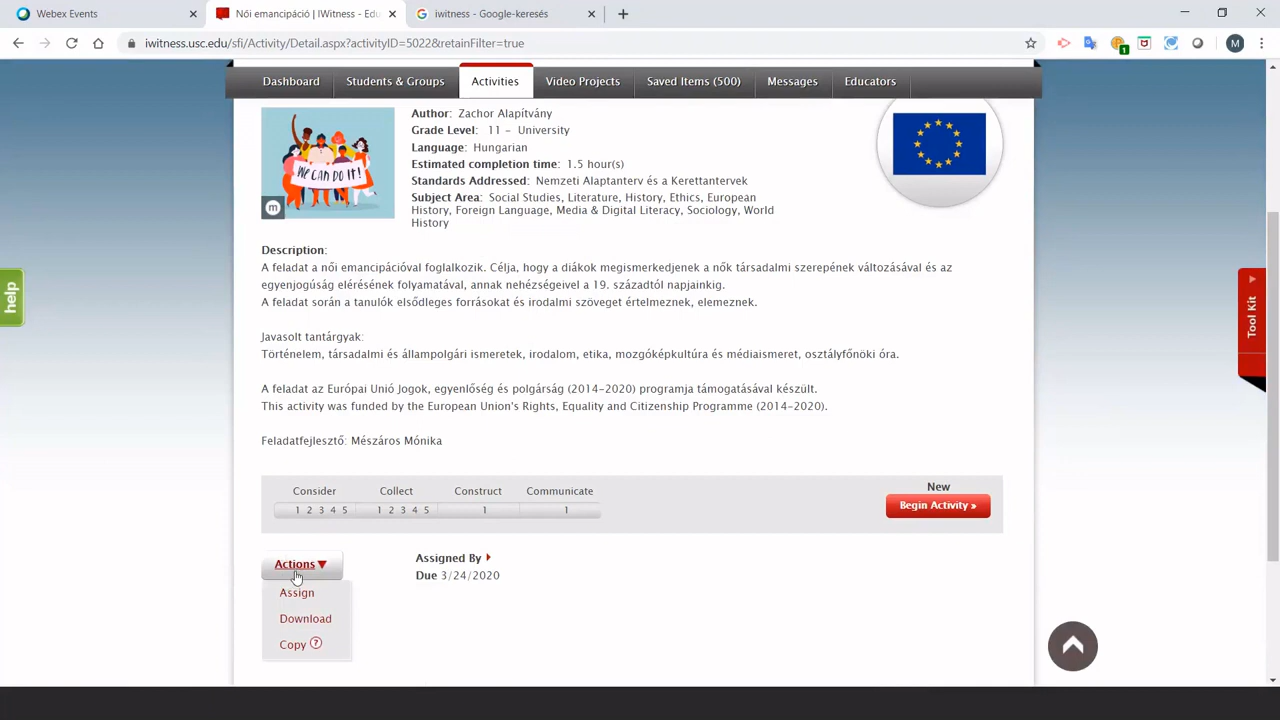 Webex Events
Női emancipáció | IWitness - Edu
iwitness - Google-keresés
iwitness.usc.edu/sfi/Activity/Detail.aspx?activityID=5022&retainFilter=true
1
M
Dashboard
Students & Groups
Activities
Video Projects
Saved Items (500)
Messages
Educators
WE CAN DO IT!
m
Author: Zachor Alapítvány
Grade Level: 11 - University
Language: Hungarian
Estimated completion time: 1.5 hour(s)
Standards Addressed: Nemzeti Alaptanterv és a Kerettantervek
Subject Area: Social Studies, Literature, History, Ethics, European
History, Foreign Language, Media & Digital Literacy, Sociology, World
History
help
Tool Kit
Description:
A feladat a női emancipációval foglalkozik. Célja, hogy a diákok megismerkedjenek a nők társadalmi szerepének változásával és az
egyenjogúság elérésének folyamatával, annak nehézségeivel a 19. századtól napjainkig.
A feladat során a tanulók elsődleges forrásokat és irodalmi szöveget értelmeznek, elemeznek.
Javasolt tantárgyak:
Történelem, társadalmi és állampolgári ismeretek, irodalom, etika, mozgóképkultúra és médiaismeret, osztályfőnöki óra.
A feladat az Európai Unió Jogok, egyenlőség és polgárság (2014-2020) programja támogatásával készült.
This activity was funded by the European Union's Rights, Equality and Citizenship Programme (2014-2020).
Feladatfejlesztő: Mészáros Mónika
Consider
Collect
Construct
Communicate
1 2 3 4 5
1 2 3 4 5
1
1
New
Begin Activity »
Actions ▼
Assign
Download
Copy ?
Assigned By
Due 3/24/2020